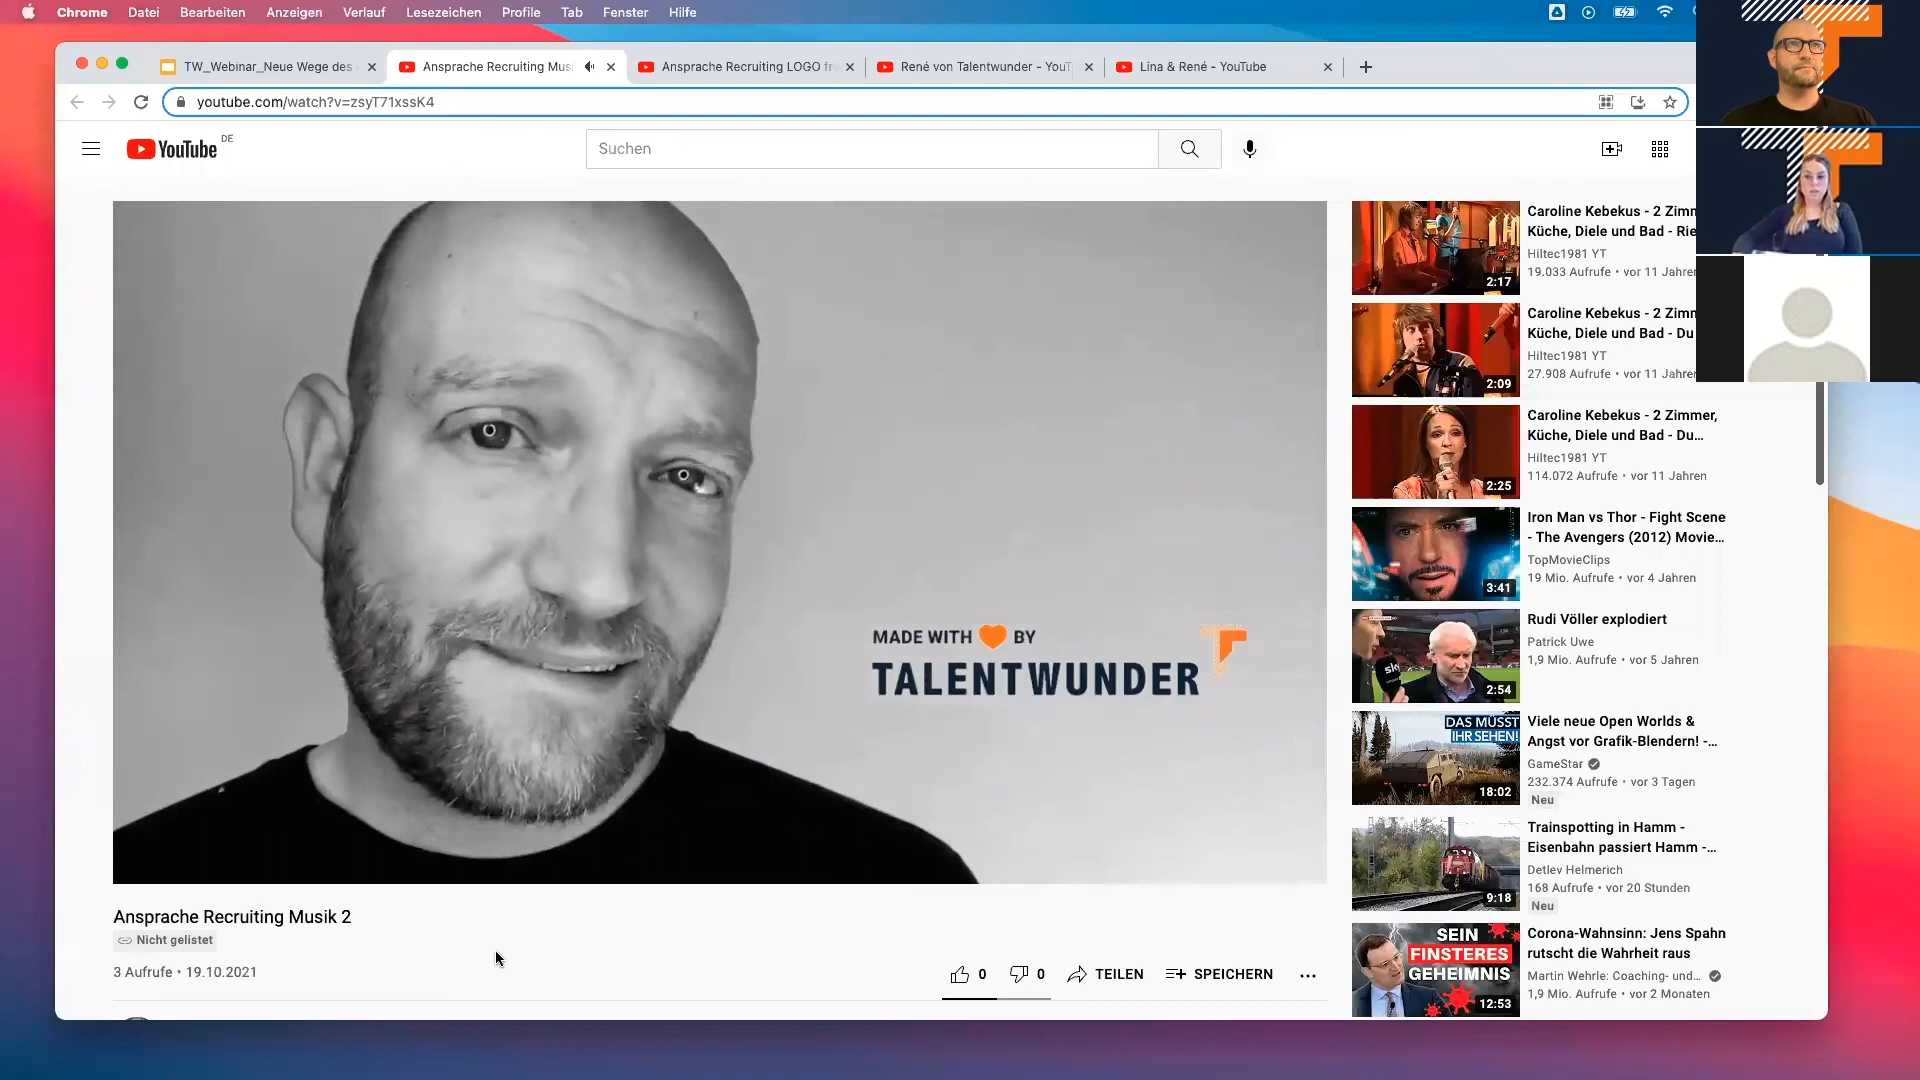 Chrome Datei Bearbeiten Anzeigen Verlauf Lesezeichen Profile Tab Fenster Hilfe
TW_Webinar_Neue Wege des
Ansprache Recruiting Mus
Ansprache Recruiting LOGO fr
René von Talentwunder - YouT
Lina & René - YouTube
youtube.com/watch?v=zsyT71xssK4
YouTube DE
Suchen
MADE WITH BY
TALENTWUNDER
Ansprache Recruiting Musik 2
Nicht gelistet
3 Aufrufe • 19.10.2021
0
0
TEILEN
SPEICHERN
Caroline Kebekus - 2 Zimm
Küche, Diele und Bad - Rie
Hiltec1981 YT
19.033 Aufrufe • vor 11 Jahren
2:17
Caroline Kebekus - 2 Zimm
Küche, Diele und Bad - Du
Hiltec1981 YT
27.908 Aufrufe • vor 11 Jahren
2:09
Caroline Kebekus - 2 Zimmer,
Küche, Diele und Bad - Du...
Hiltec1981 YT
114.072 Aufrufe • vor 11 Jahren
2:25
Iron Man vs Thor - Fight Scene
- The Avengers (2012) Movie...
TopMovieClips
19 Mio. Aufrufe • vor 4 Jahren
3:41
Rudi Völler explodiert
Patrick Uwe
1,9 Mio. Aufrufe • vor 5 Jahren
sky
2:54
DAS MÜSST
IHR SEHEN!
Viele neue Open Worlds &
Angst vor Grafik-Blendern! -...
GameStar
232.374 Aufrufe • vor 3 Tagen
18:02
Neu
Trainspotting in Hamm -
Eisenbahn passiert Hamm -...
Detlev Helmerich
168 Aufrufe • vor 20 Stunden
9:18
Neu
SEIN
FINSTERES
GEHEIMNIS
Corona-Wahnsinn: Jens Spahn
rutscht die Wahrheit raus
Martin Wehrle: Coaching- und...
1,9 Mio. Aufrufe • vor 2 Monaten
12:53